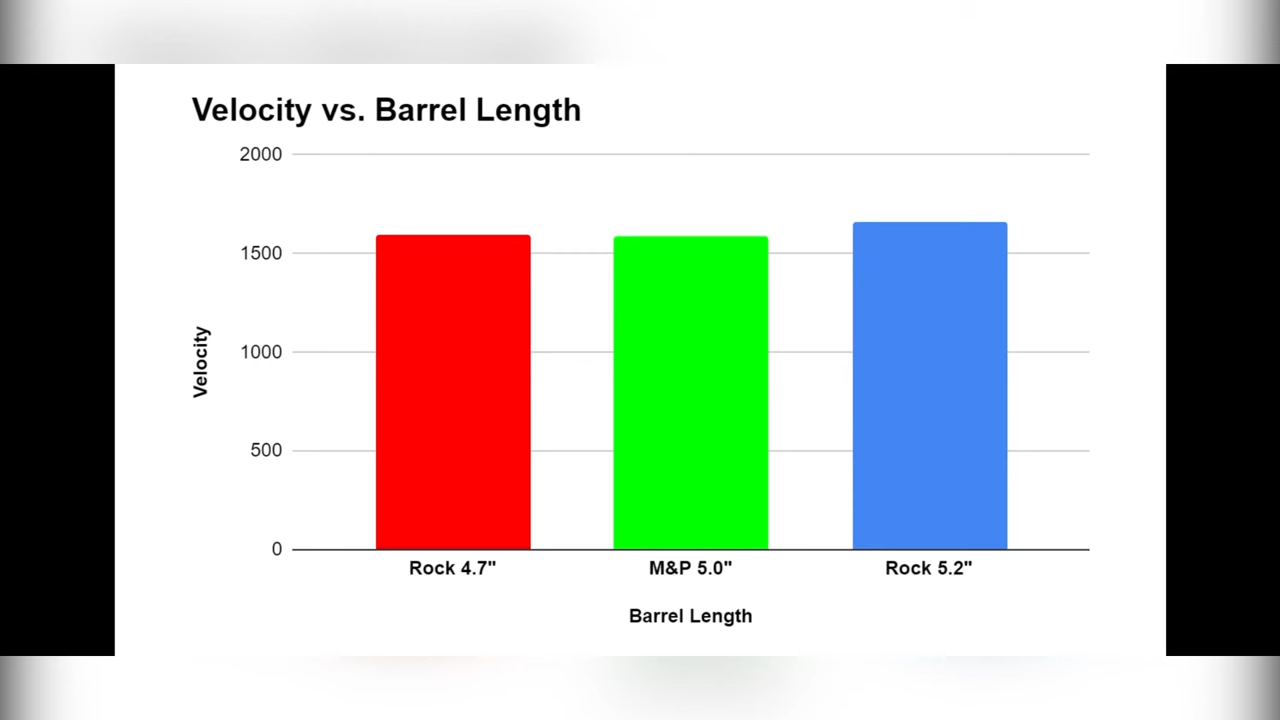 Velocity vs. Barrel Length
2000
1500
1000
500
0
Velocity
Rock 4.7" M&P 5.0" Rock 5.2"
Barrel Length